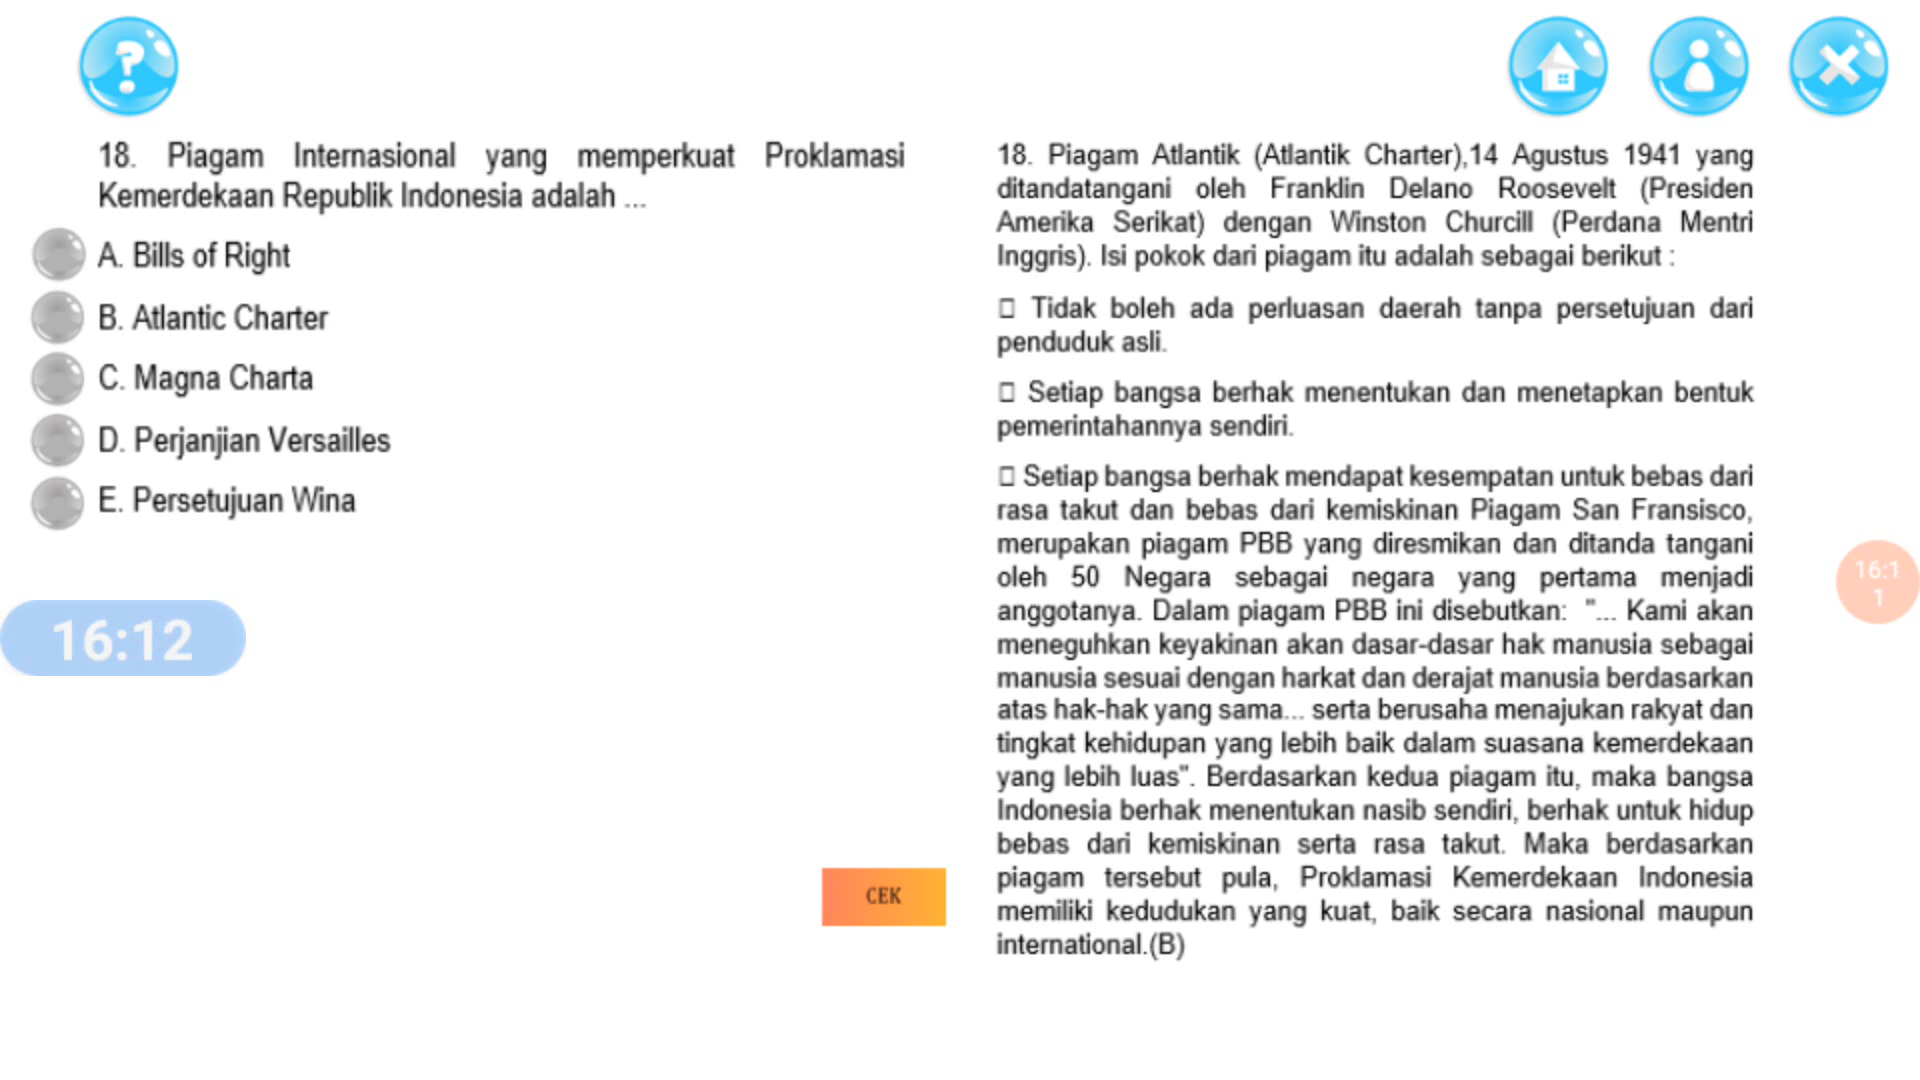 18. Piagam Internasional yang memperkuat Proklamasi
Kemerdekaan Republik Indonesia adalah ...
A. Bills of Right
B. Atlantic Charter
C. Magna Charta
D. Perjanjian Versailles
E. Persetujuan Wina
16:12
CEK
18. Piagam Atlantik (Atlantik Charter),14 Agustus 1941 yang
ditandatangani oleh Franklin Delano Roosevelt (Presiden
Amerika Serikat) dengan Winston Churcill (Perdana Mentri
Inggris). Isi pokok dari piagam itu adalah sebagai berikut :
Tidak boleh ada perluasan daerah tanpa persetujuan dari
penduduk asli.
Setiap bangsa berhak menentukan dan menetapkan bentuk
pemerintahannya sendiri.
Setiap bangsa berhak mendapat kesempatan untuk bebas dari
rasa takut dan bebas dari kemiskinan Piagam San Fransisco,
merupakan piagam PBB yang diresmikan dan ditanda tangani
oleh 50 Negara sebagai negara yang pertama menjadi
anggotanya. Dalam piagam PBB ini disebutkan: "... Kami akan
meneguhkan keyakinan akan dasar-dasar hak manusia sebagai
manusia sesuai dengan harkat dan derajat manusia berdasarkan
atas hak-hak yang sama... serta berusaha menajukan rakyat dan
tingkat kehidupan yang lebih baik dalam suasana kemerdekaan
yang lebih luas". Berdasarkan kedua piagam itu, maka bangsa
Indonesia berhak menentukan nasib sendiri, berhak untuk hidup
bebas dari kemiskinan serta rasa takut. Maka berdasarkan
piagam tersebut pula, Proklamasi Kemerdekaan Indonesia
memiliki kedudukan yang kuat, baik secara nasional maupun
international.(B)
16:1
1